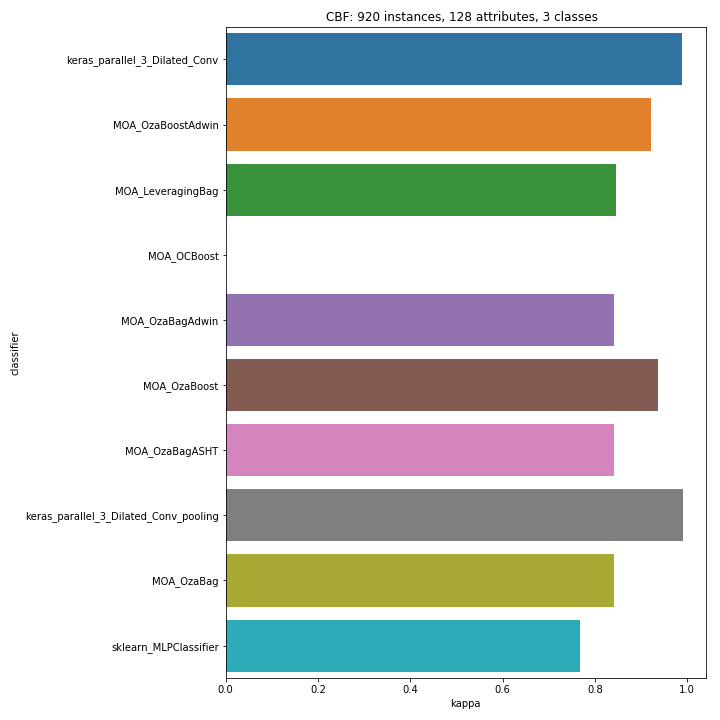 CBF: 920 instances, 128 attributes, 3 classes
keras_parallel_3_Dilated_Conv
MOA_OzaBoostAdwin
MOA_LeveragingBag
MOA_OCBoost
MOA_OzaBagAdwin
classifier
MOA_OzaBoost
MOA_OzaBagASHT
keras_parallel_3_Dilated_Conv_pooling
MOA_OzaBag
sklearn_MLPClassifier
0.0 0.2 0.4 0.6 0.8 1.0
kappa